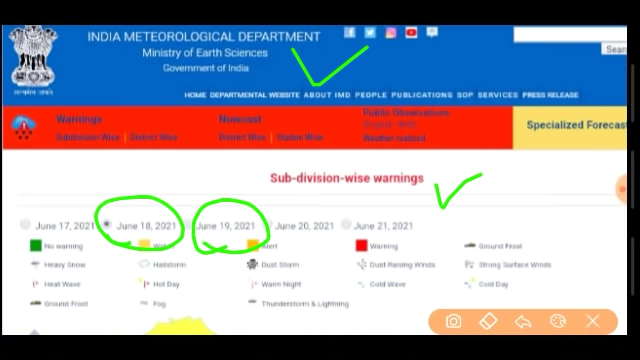 INDIA METEOROLOGICAL DEPARTMENT
Ministry of Earth Sciences
Government of India
सत्यमेव जयते
Sear
HOME DEPARTMENTAL WEBSITE ABOUT IMD PEOPLE PUBLICATIONS SOP SERVICES PRESS RELEASE
Warnings
Subdivision Wise | District Wise
Nowcast
District Wise | Station Wise
Public Observations
Weather realised
Specialized Forecast
Sub-division-wise warnings
June 17, 2021 June 18, 2021 June 19, 2021 June 20, 2021 June 21, 2021
No warning Alert Warning Ground Frost
Heavy Snow Hailstorm Dust Storm Dust Raising Winds Strong Surface Winds
Heat Wave Hot Day Warm Night Cold Wave Cold Day
Ground Frost Fog Thunderstorm & Lightning